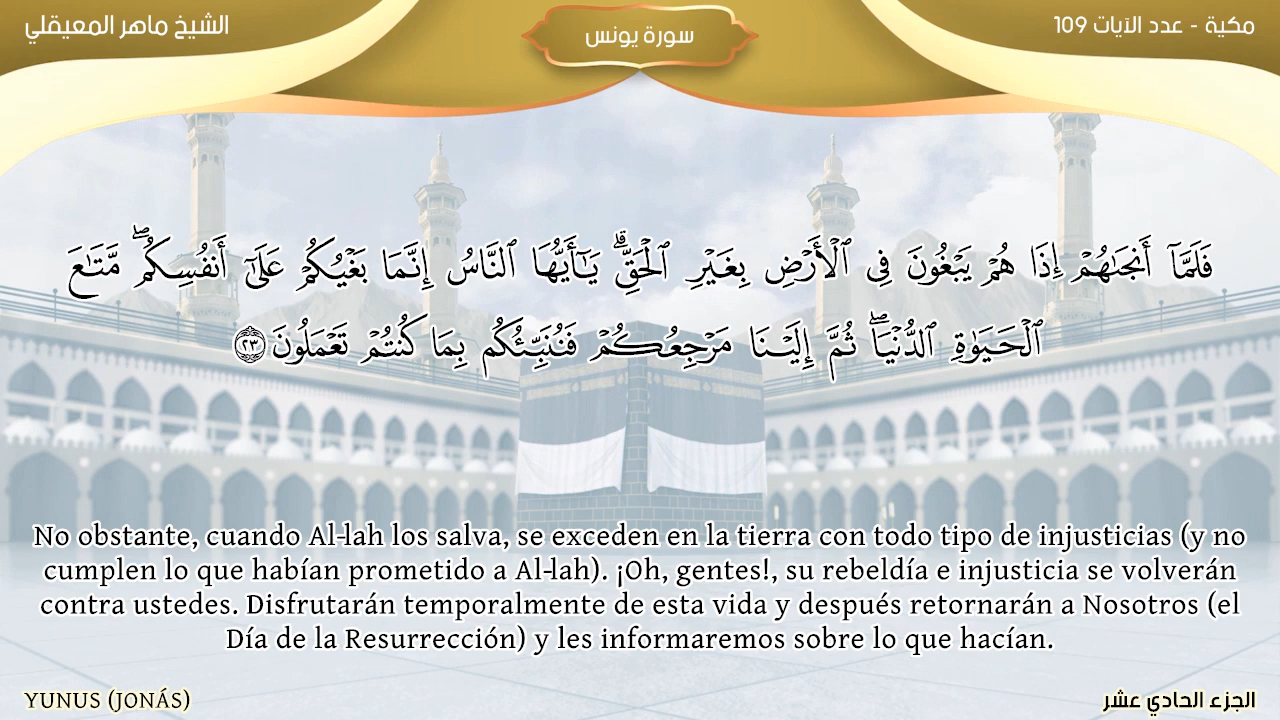 مكية - عدد الآيات 109
سورة يونس
الشيخ ماهر المعيقلي
فَلَمَّآ أَنجَىٰهُمْ إِذَا هُمْ يَبْغُونَ فِى ٱلْأَرْضِ بِغَيْرِ ٱلْحَقِّ ۗ يَـٰٓأَيُّهَا ٱلنَّاسُ إِنَّمَا بَغْيُكُمْ عَلَىٰٓ أَنفُسِكُم ۖ مَّتَـٰعَ
ٱلْحَيَوٰةِ ٱلدُّنْيَا ۖ ثُمَّ إِلَيْنَا مَرْجِعُكُمْ فَنُنَبِّئُكُم بِمَا كُنتُمْ تَعْمَلُونَ ٢٣
No obstante, cuando Al-lah los salva, se exceden en la tierra con todo tipo de injusticias (y no
cumplen lo que habían prometido a Al-lah). ¡Oh, gentes!, su rebeldía e injusticia se volverán
contra ustedes. Disfrutarán temporalmente de esta vida y después retornarán a Nosotros (el
Día de la Resurrección) y les informaremos sobre lo que hacían.
YUNUS (JONÁS)
الجزء الحادي عشر